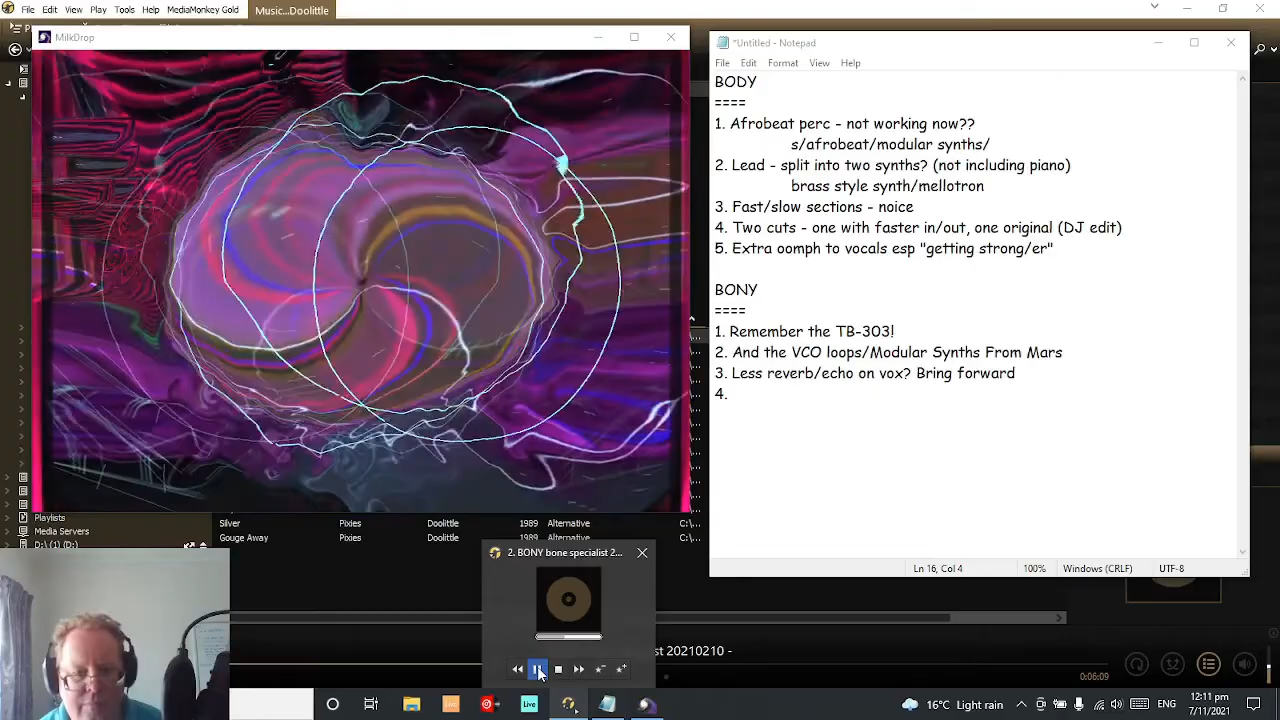 File Edit View Play Tools Help MediaMonkey Gold Music...Doolittle
MilkDrop
*Untitled - Notepad
File Edit Format View Help
BODY
====
1. Afrobeat perc - not working now??
s/afrobeat/modular synths/
2. Lead - split into two synths? (not including piano)
brass style synth/mellotron
3. Fast/slow sections - noice
4. Two cuts - one with faster in/out, one original (DJ edit)
5. Extra oomph to vocals esp "getting strong/er"
BONY
====
1. Remember the TB-303!
2. And the VCO loops/Modular Synths From Mars
3. Less reverb/echo on vox? Bring forward
4.
Ln 16, Col 4 100% Windows (CRLF) UTF-8
Playlists
Media Servers
D:\ (1) (D:)
Silver Pixies Doolittle 1989 Alternative C:\...
Gouge Away Pixies Doolittle 1989 Alternative C:\...
2. BONY bone specialist 2...
st 20210210 -
0:06:09
Live
Live
16°C Light rain
12:11 pm
7/11/2021